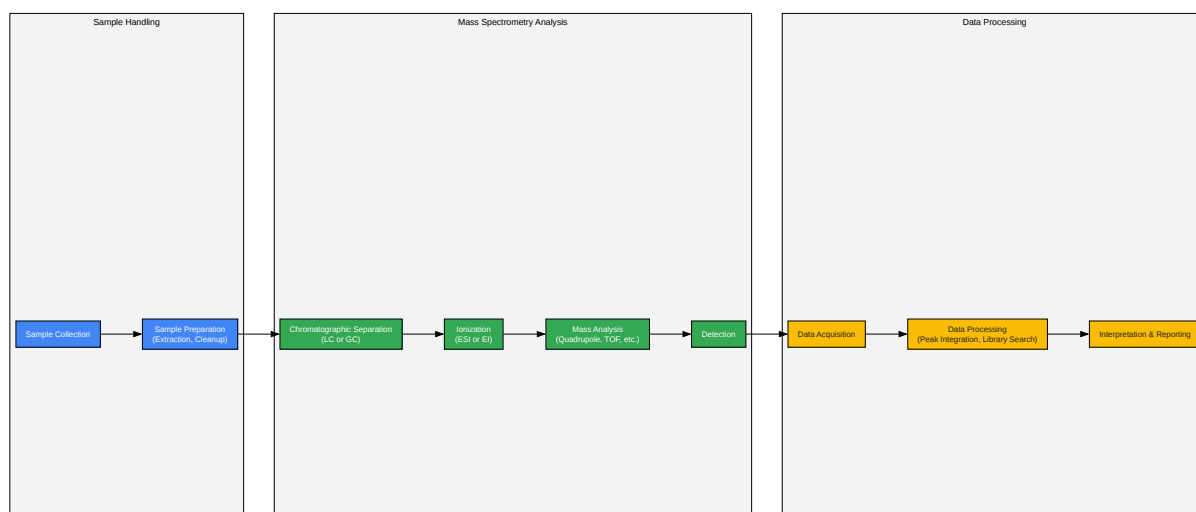 Sample Handling
Mass Spectrometry Analysis
Data Processing
Sample Collection
Sample Preparation
(Extraction, Cleanup)
Chromatographic Separation
(LC or GC)
Ionization
(ESI or EI)
Mass Analysis
(Quadrupole, TOF, etc.)
Detection
Data Acquisition
Data Processing
(Peak Integration, Library Search)
Interpretation & Reporting